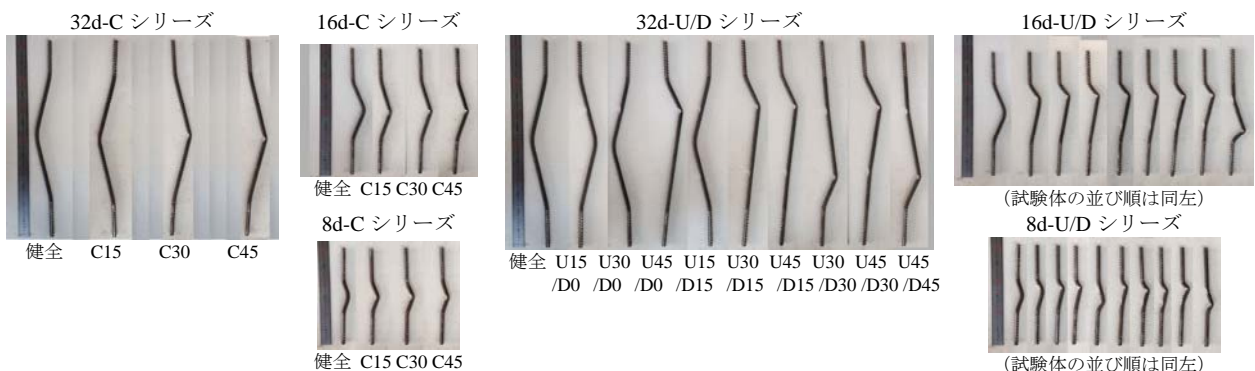 32d-C シリーズ
健全 C15 C30 C45
16d-C シリーズ
健全 C15 C30 C45
8d-C シリーズ
健全 C15 C30 C45
32d-U/D シリーズ
健全 U15 U30 U45 U15 U30 U45 U30 U45 U45
/D0 /D0 /D0 /D15 /D15 /D15 /D30 /D30 /D45
16d-U/D シリーズ
(試験体の並び順は同左)
8d-U/D シリーズ
(試験体の並び順は同左)